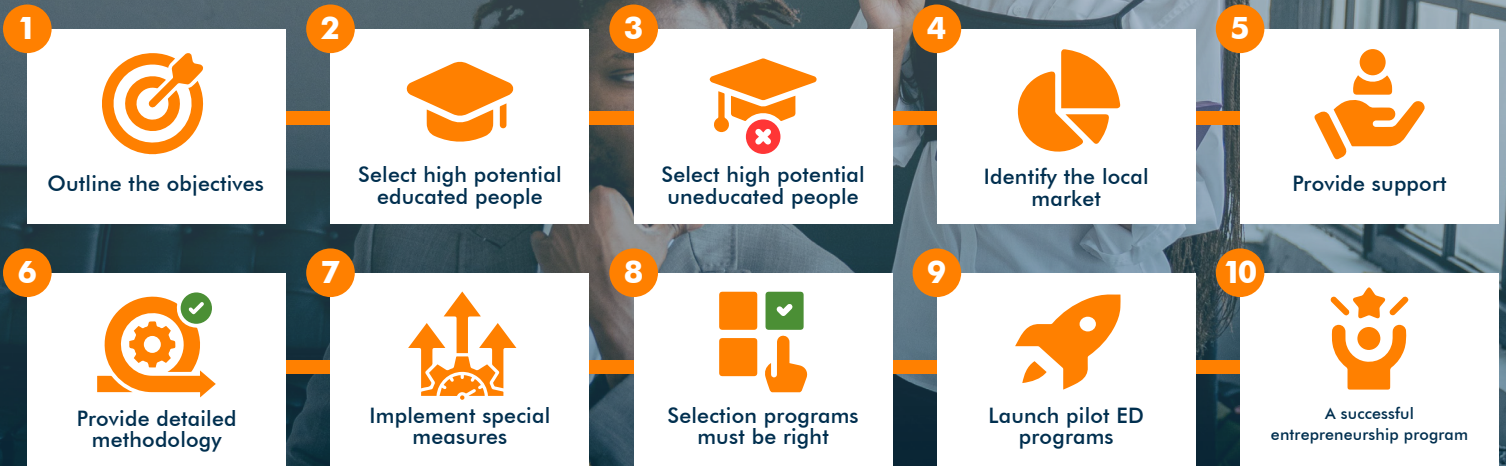 1
Outline the objectives
2
Select high potential
educated people
3
Select high potential
uneducated people
4
Identify the local
market
5
Provide support
6
Provide detailed
methodology
7
Implement special
measures
8
Selection programs
must be right
9
Launch pilot ED
programs
10
A successful
entrepreneurship program